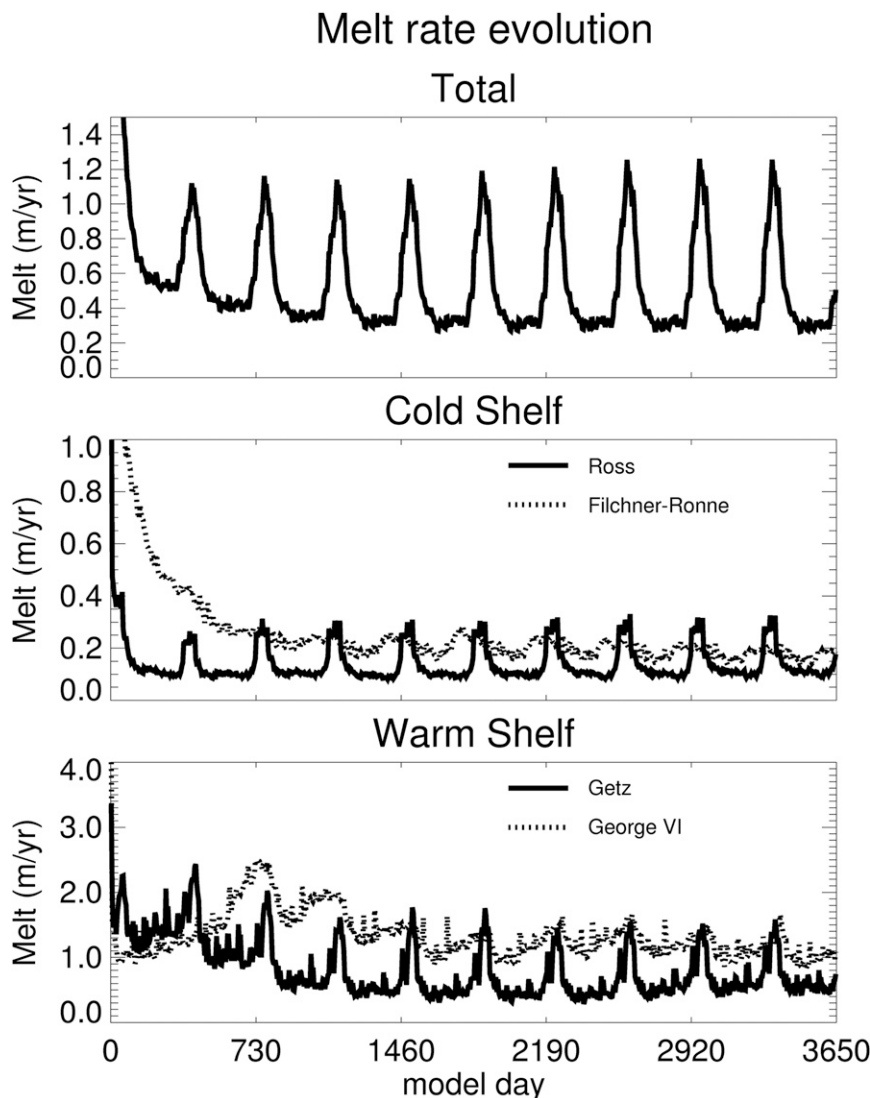 Melt rate evolution
Total
Melt (m/yr)
1.4
1.2
1.0
0.8
0.6
0.4
0.2
0.0
Cold Shelf
Melt (m/yr)
1.0
0.8
0.6
0.4
0.2
0.0
Ross
Filchner-Ronne
Warm Shelf
Melt (m/yr)
4.0
3.0
2.0
1.0
0.0
Getz
George VI
0 730 1460 2190 2920 3650
model day